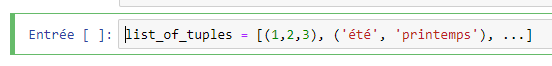 Entrée [ ]: list_of_tuples = [(1,2,3), ('été', 'printemps'), ...]